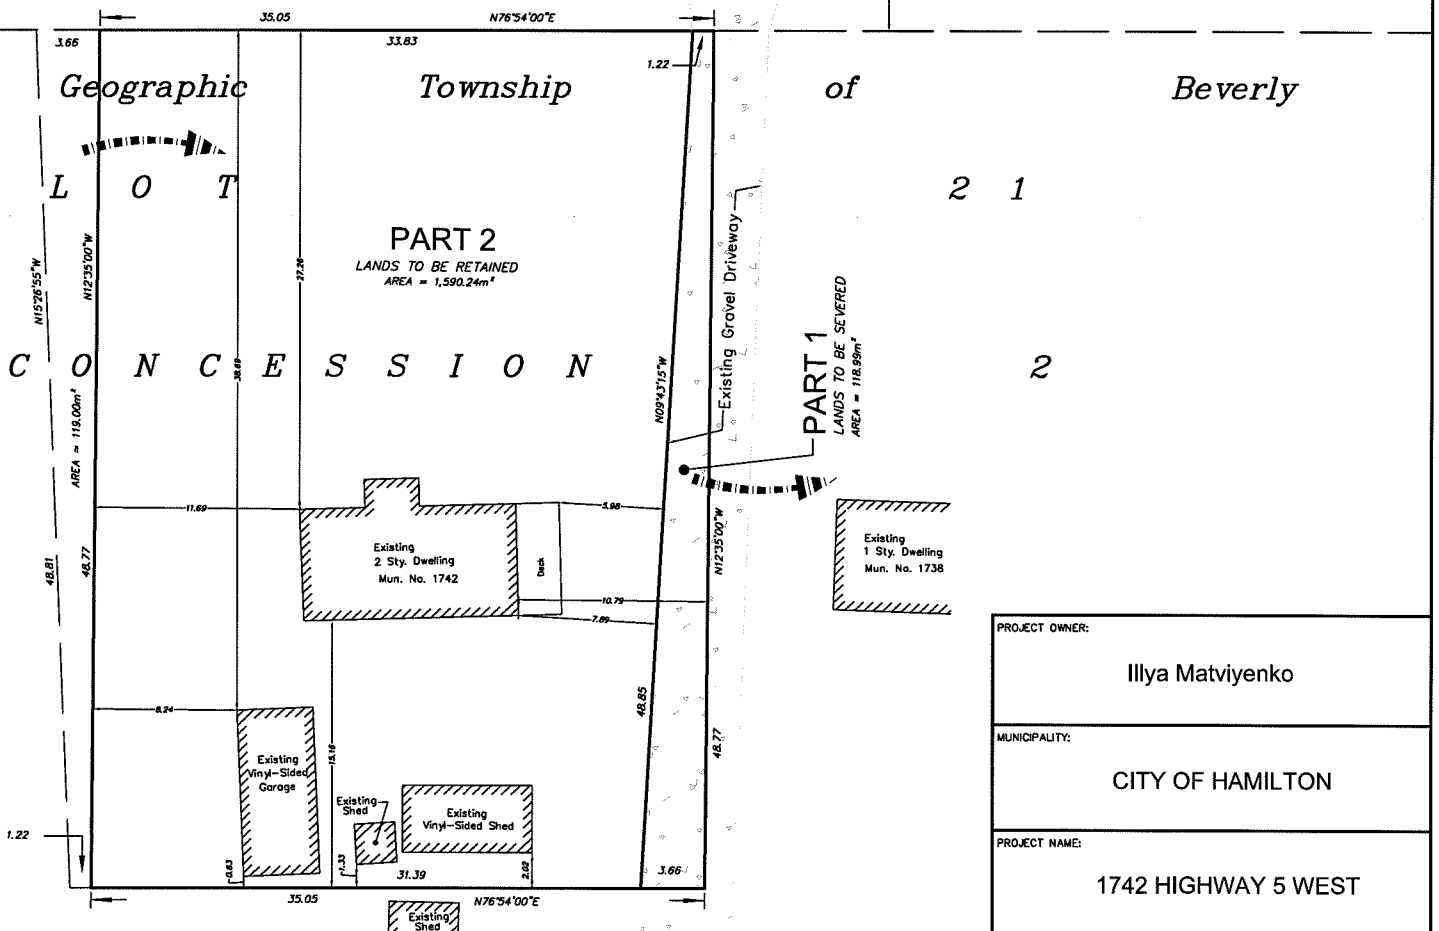 35.05 N76°54'00"E
3.66 33.83
1.22
Geographic Township of Beverly
L O T 2 1
PART 2
LANDS TO BE RETAINED
AREA = 1,590.24m²
N15°26'55"W
N12°35'00"W
27.26
38.69
Existing Gravel Driveway
PART 1
LANDS TO BE SEVERED
AREA = 118.99m²
C O N C E S S I O N 2
N09°43'15"W
AREA = 119.00m²
11.69
5.98
N12°35'00"W
48.81
48.77
Existing
2 Sty. Dwelling
Mun. No. 1742
Deck
Existing
1 Sty. Dwelling
Mun. No. 1738
10.79
7.89
8.24
48.85
48.77
15.16
Existing
Vinyl-Sided
Garage
Existing
Shed
Existing
Vinyl-Sided Shed
1.22
0.63
1.33
31.39
2.02
3.66
35.05 N76°54'00"E
Existing
Shed
PROJECT OWNER:
Illya Matviyenko
MUNICIPALITY:
CITY OF HAMILTON
PROJECT NAME:
1742 HIGHWAY 5 WEST